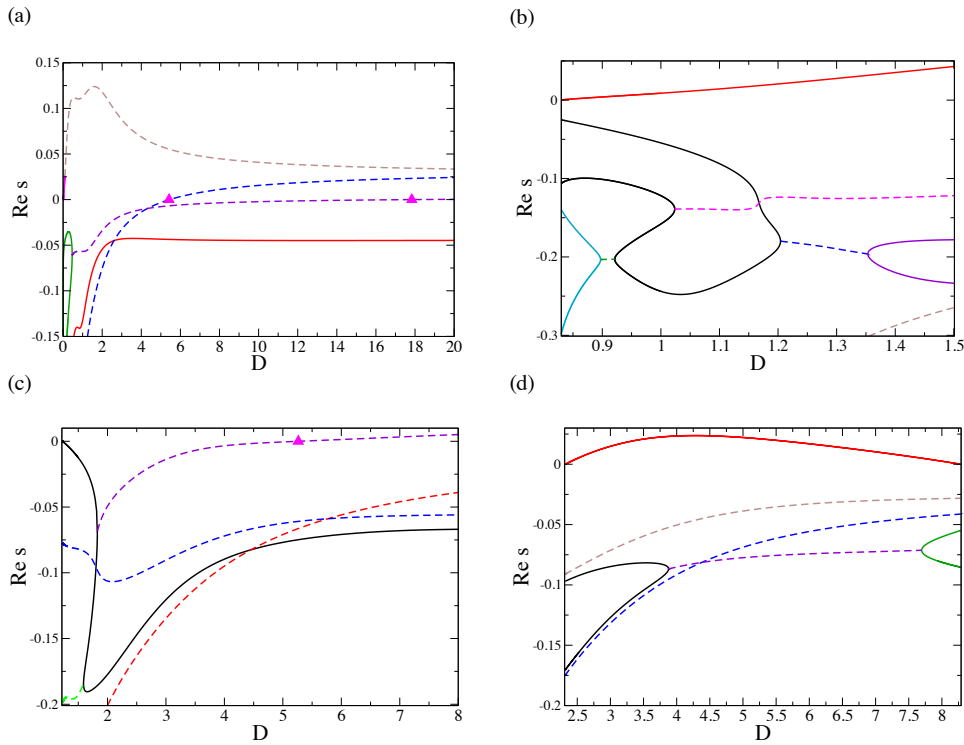 (a)
0.15
0.1
0.05
0
-0.05
-0.1
-0.15
Re s
0 2 4 6 8 10 12 14 16 18 20
D
(b)
0
-0.1
-0.2
-0.3
Re s
0.9 1 1.1 1.2 1.3 1.4 1.5
D
(c)
0
-0.05
-0.1
-0.15
-0.2
Re s
2 3 4 5 6 7 8
D
(d)
0
-0.05
-0.1
-0.15
-0.2
Re s
2.5 3 3.5 4 4.5 5 5.5 6 6.5 7 7.5 8
D